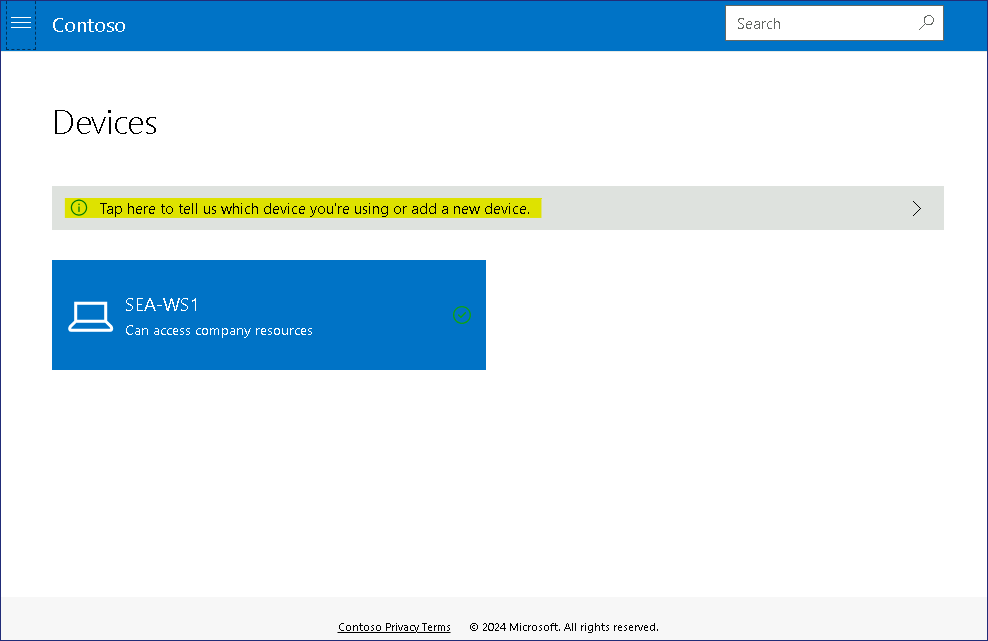 Contoso
Search
Devices
Tap here to tell us which device you're using or add a new device.
SEA-WS1
Can access company resources
Contoso Privacy Terms © 2024 Microsoft. All rights reserved.